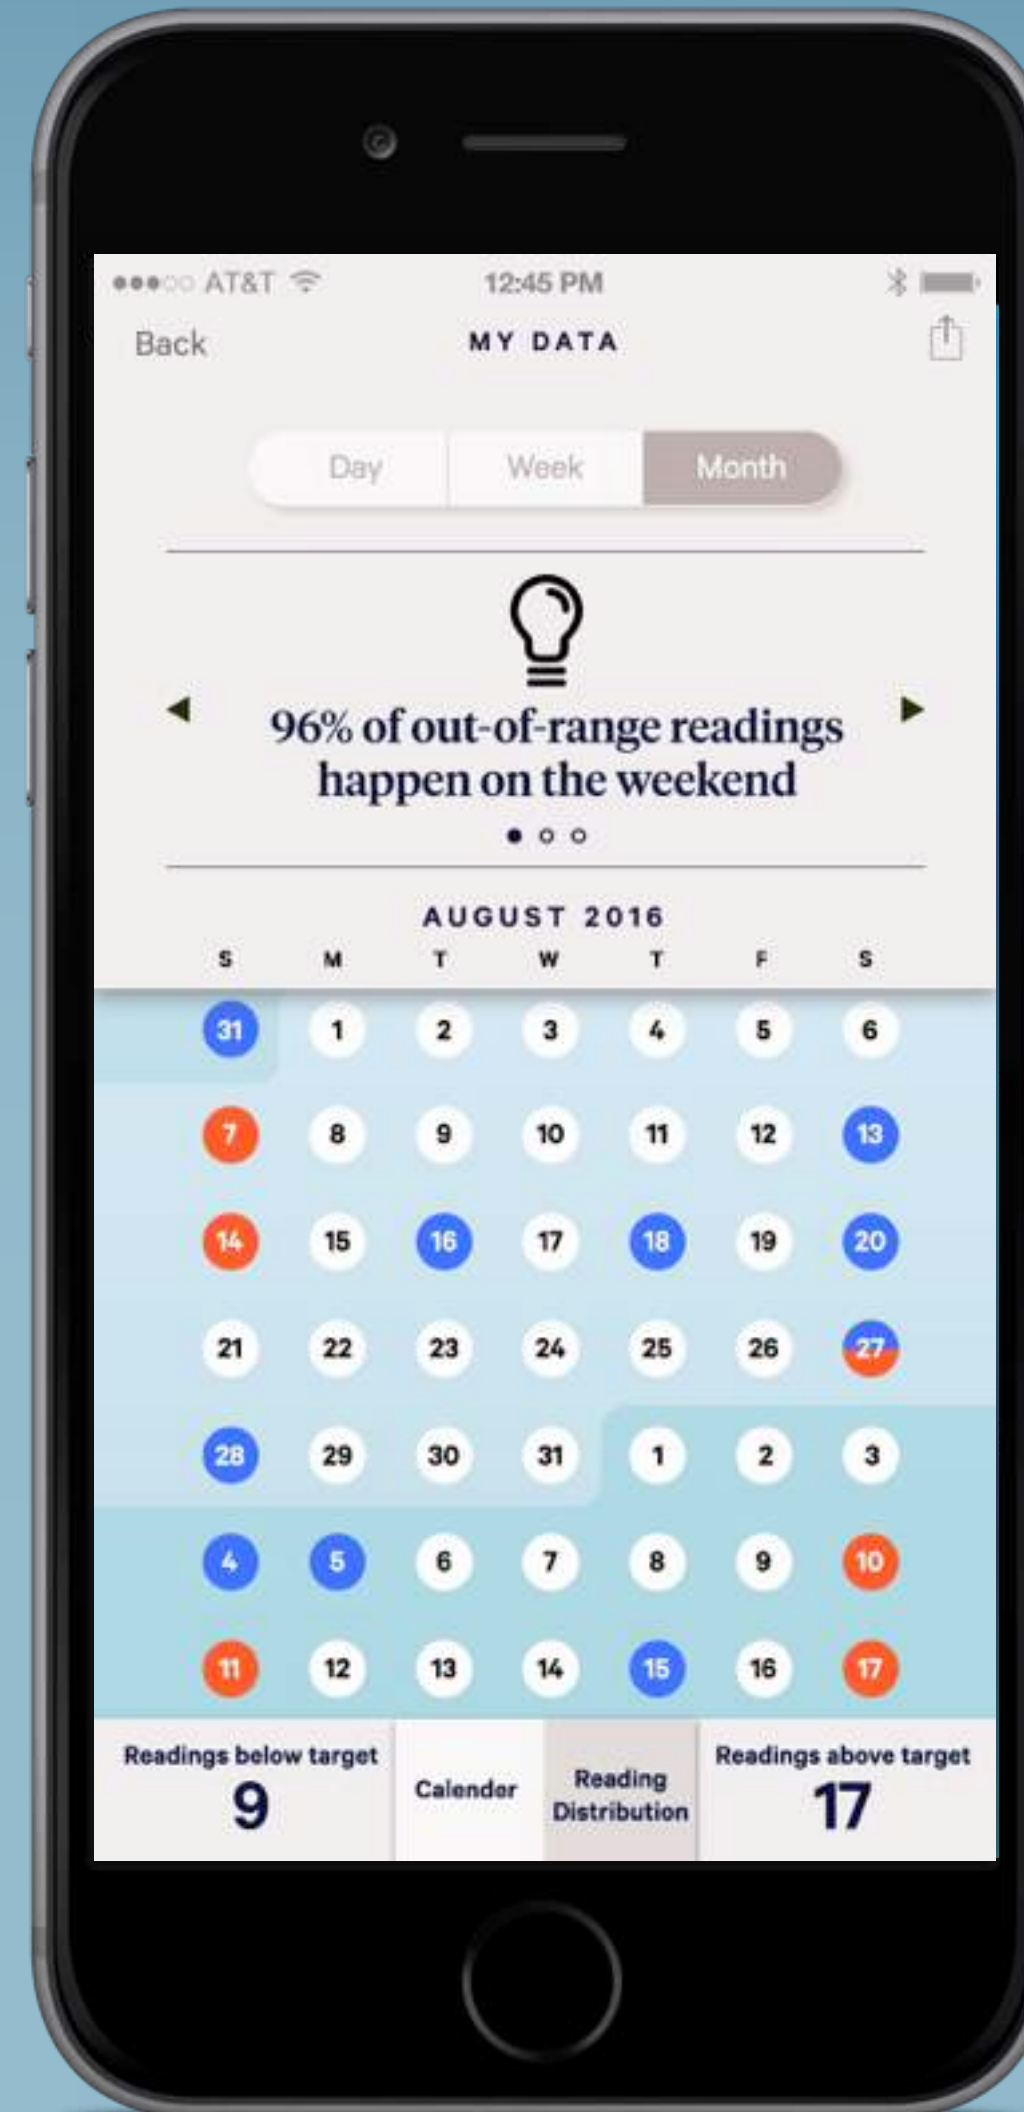 AT&T 12:45 PM
Back MY DATA
Day Week Month
96% of out-of-range readings
happen on the weekend
AUGUST 2016
S M T W T F S
31 1 2 3 4 5 6
7 8 9 10 11 12 13
14 15 16 17 18 19 20
21 22 23 24 25 26 27
28 29 30 31 1 2 3
4 5 6 7 8 9 10
11 12 13 14 15 16 17
Readings below target
9
Calender
Reading
Distribution
Readings above target
17